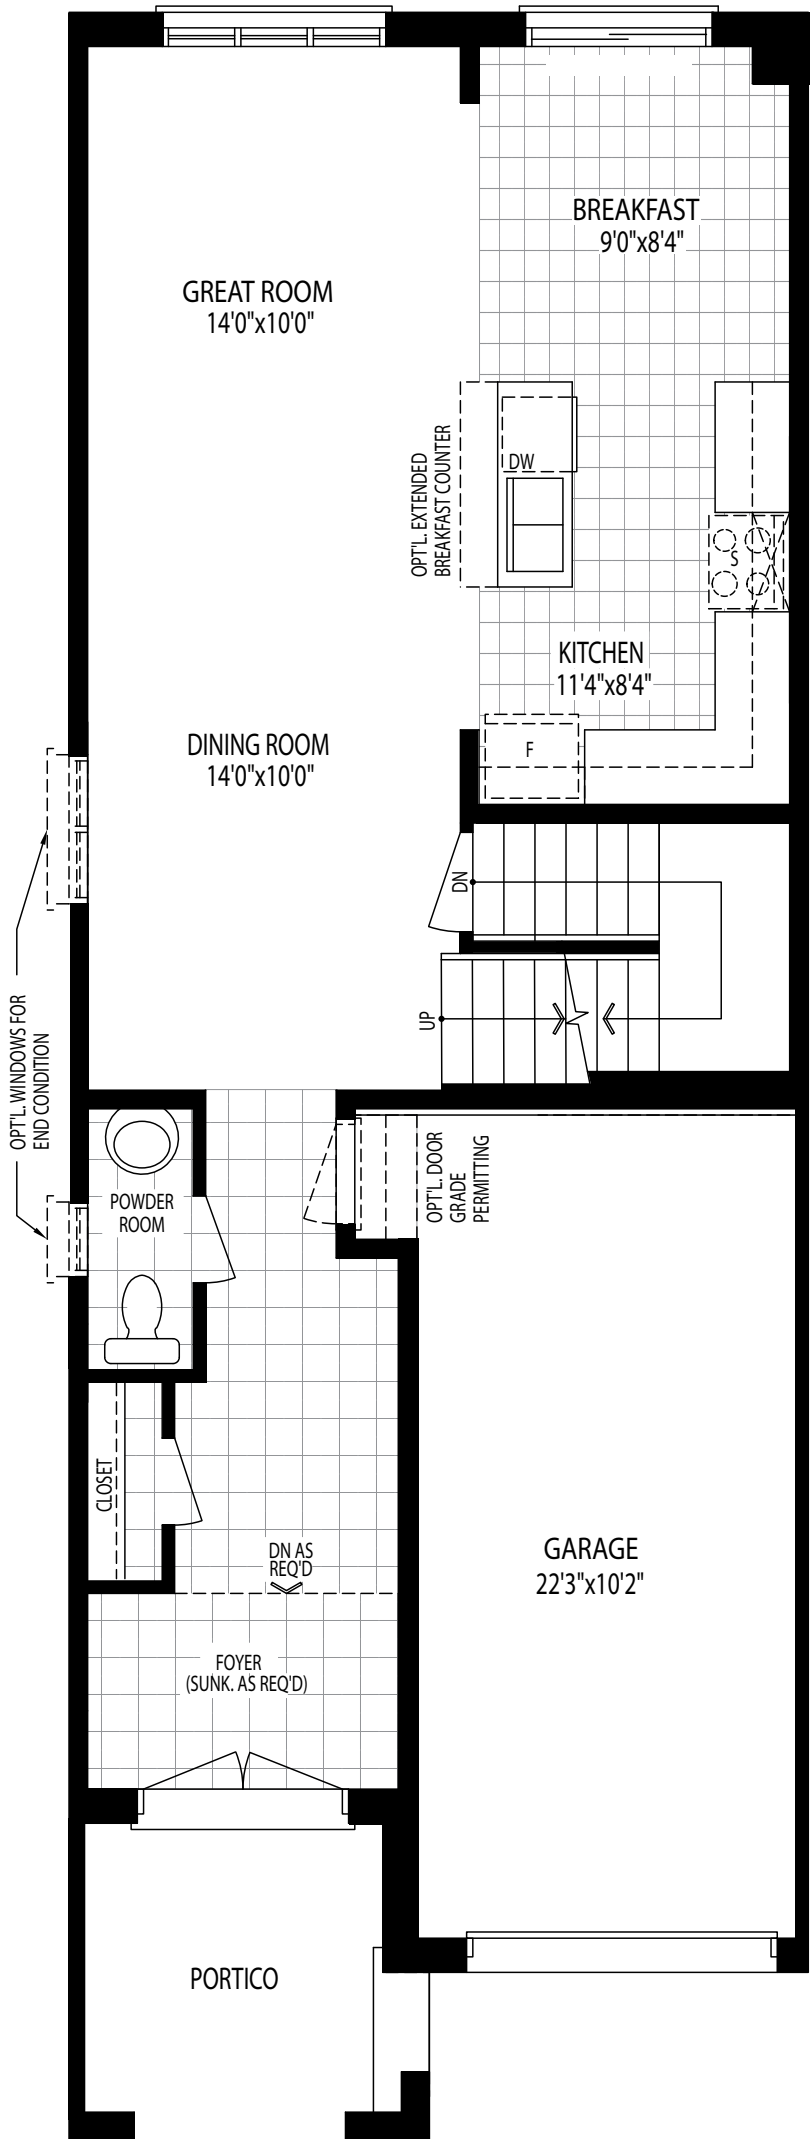 BREAKFAST
9'0"x8'4"
GREAT ROOM
14'0"x10'0"
OPT'L. EXTENDED
BREAKFAST COUNTER
DW
S
KITCHEN
11'4"x8'4"
F
DINING ROOM
14'0"x10'0"
DN
UP
OPT'L. WINDOWS FOR
END CONDITION
POWDER
ROOM
OPT'L. DOOR
GRADE
PERMITTING
CLOSET
DN AS
REQ'D
GARAGE
22'3"x10'2"
FOYER
(SUNK. AS REQ'D)
PORTICO